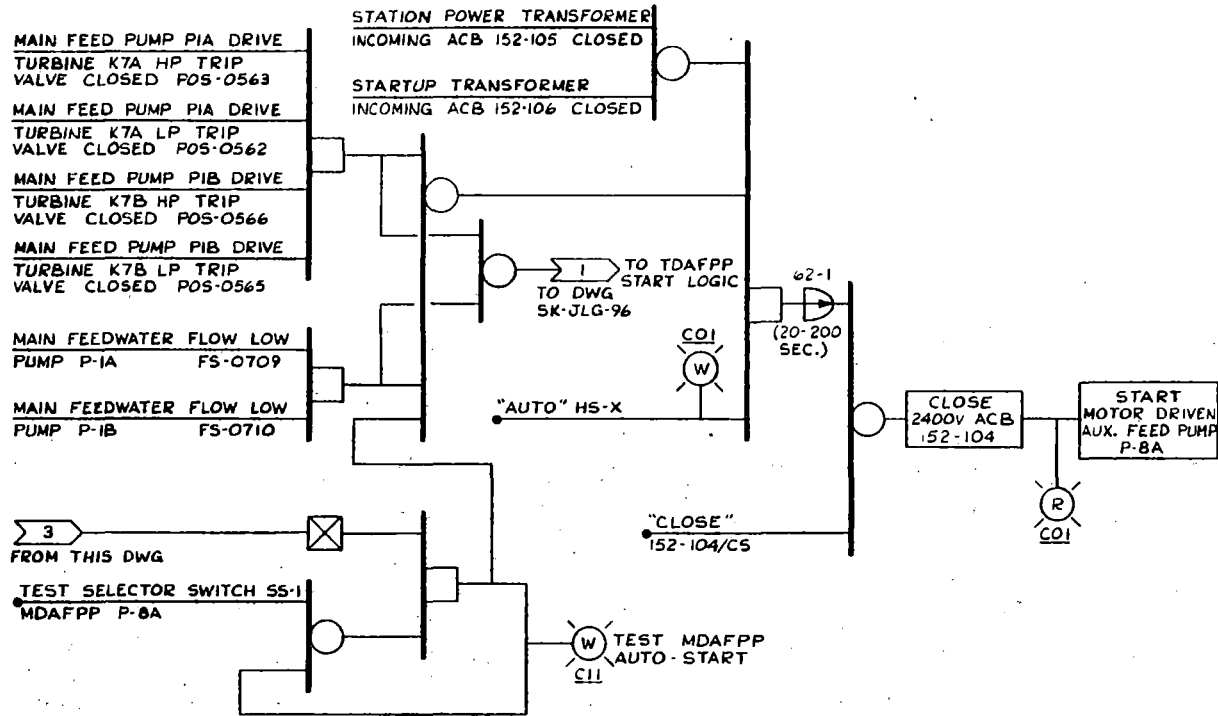 MAIN FEED PUMP P1A DRIVE
TURBINE K7A HP TRIP
VALVE CLOSED POS-0563
MAIN FEED PUMP P1A DRIVE
TURBINE K7A LP TRIP
VALVE CLOSED POS-0562
MAIN FEED PUMP P1B DRIVE
TURBINE K7B HP TRIP
VALVE CLOSED POS-0566
MAIN FEED PUMP P1B DRIVE
TURBINE K7B LP TRIP
VALVE CLOSED POS-0565
MAIN FEEDWATER FLOW LOW
PUMP P-1A FS-0709
MAIN FEEDWATER FLOW LOW
PUMP P-1B FS-0710
STATION POWER TRANSFORMER
INCOMING ACB 152-105 CLOSED
STARTUP TRANSFORMER
INCOMING ACB 152-106 CLOSED
1
TO TDAFPP
START LOGIC
TO DWG
SK-JLG-96
62-1
(20-200
SEC.)
C01
W
"AUTO" HS-X
CLOSE
2400V ACB
152-104
START
MOTOR DRIVEN
AUX. FEED PUMP
P-8A
R
C01
"CLOSE"
152-104/CS
3
FROM THIS DWG
TEST SELECTOR SWITCH SS-1
MDAFPP P-8A
W
TEST MDAFPP
AUTO-START
C11